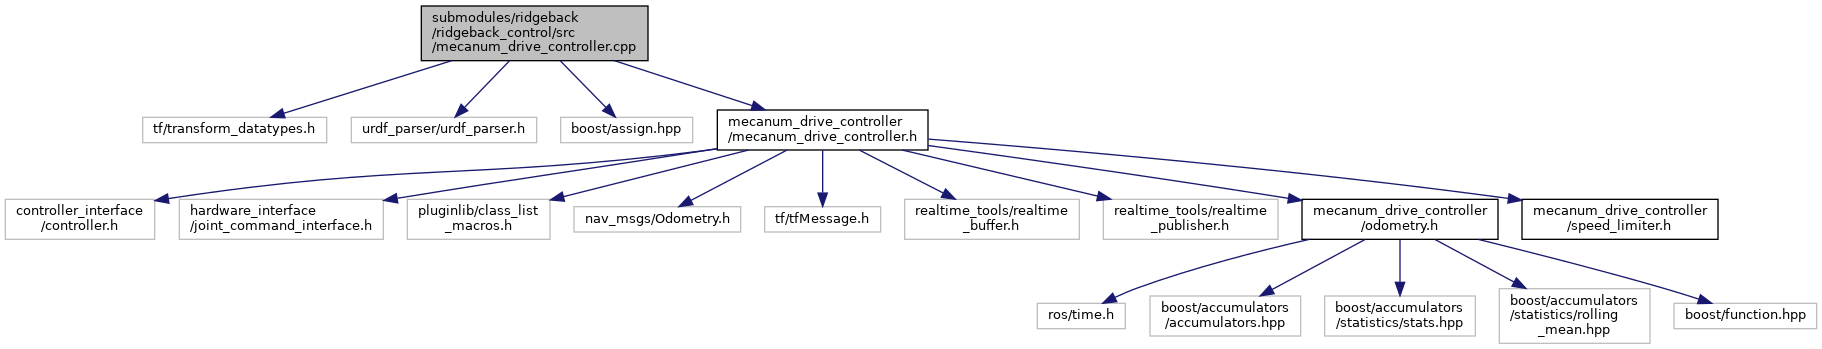 submodules/ridgeback
/ridgeback_control/src
/mecanum_drive_controller.cpp
tf/transform_datatypes.h
urdf_parser/urdf_parser.h
boost/assign.hpp
mecanum_drive_controller
/mecanum_drive_controller.h
controller_interface
/controller.h
hardware_interface
/joint_command_interface.h
pluginlib/class_list
_macros.h
nav_msgs/Odometry.h
tf/tfMessage.h
realtime_tools/realtime
_buffer.h
realtime_tools/realtime
_publisher.h
mecanum_drive_controller
/odometry.h
mecanum_drive_controller
/speed_limiter.h
ros/time.h
boost/accumulators
/accumulators.hpp
boost/accumulators
/statistics/stats.hpp
boost/accumulators
/statistics/rolling
_mean.hpp
boost/function.hpp